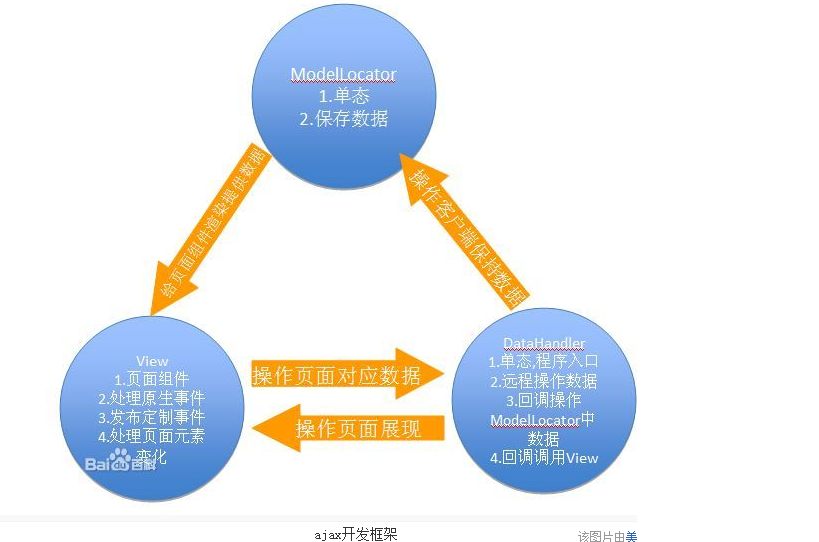 ModelLocator
1.单态
2.保存数据
给页面组件渲染提供数据
操作客户端保持数据
View
1.页面组件
2.处理原生事件
3.发布定制事件
4.处理页面元素
变化
Bai百科
操作页面对应数据
操作页面展现
DataHandler
1.单态,程序入口
2.远程操作数据
3.回调操作
ModelLocator中
数据
4.回调调用View
ajax开发框架
该图片由美